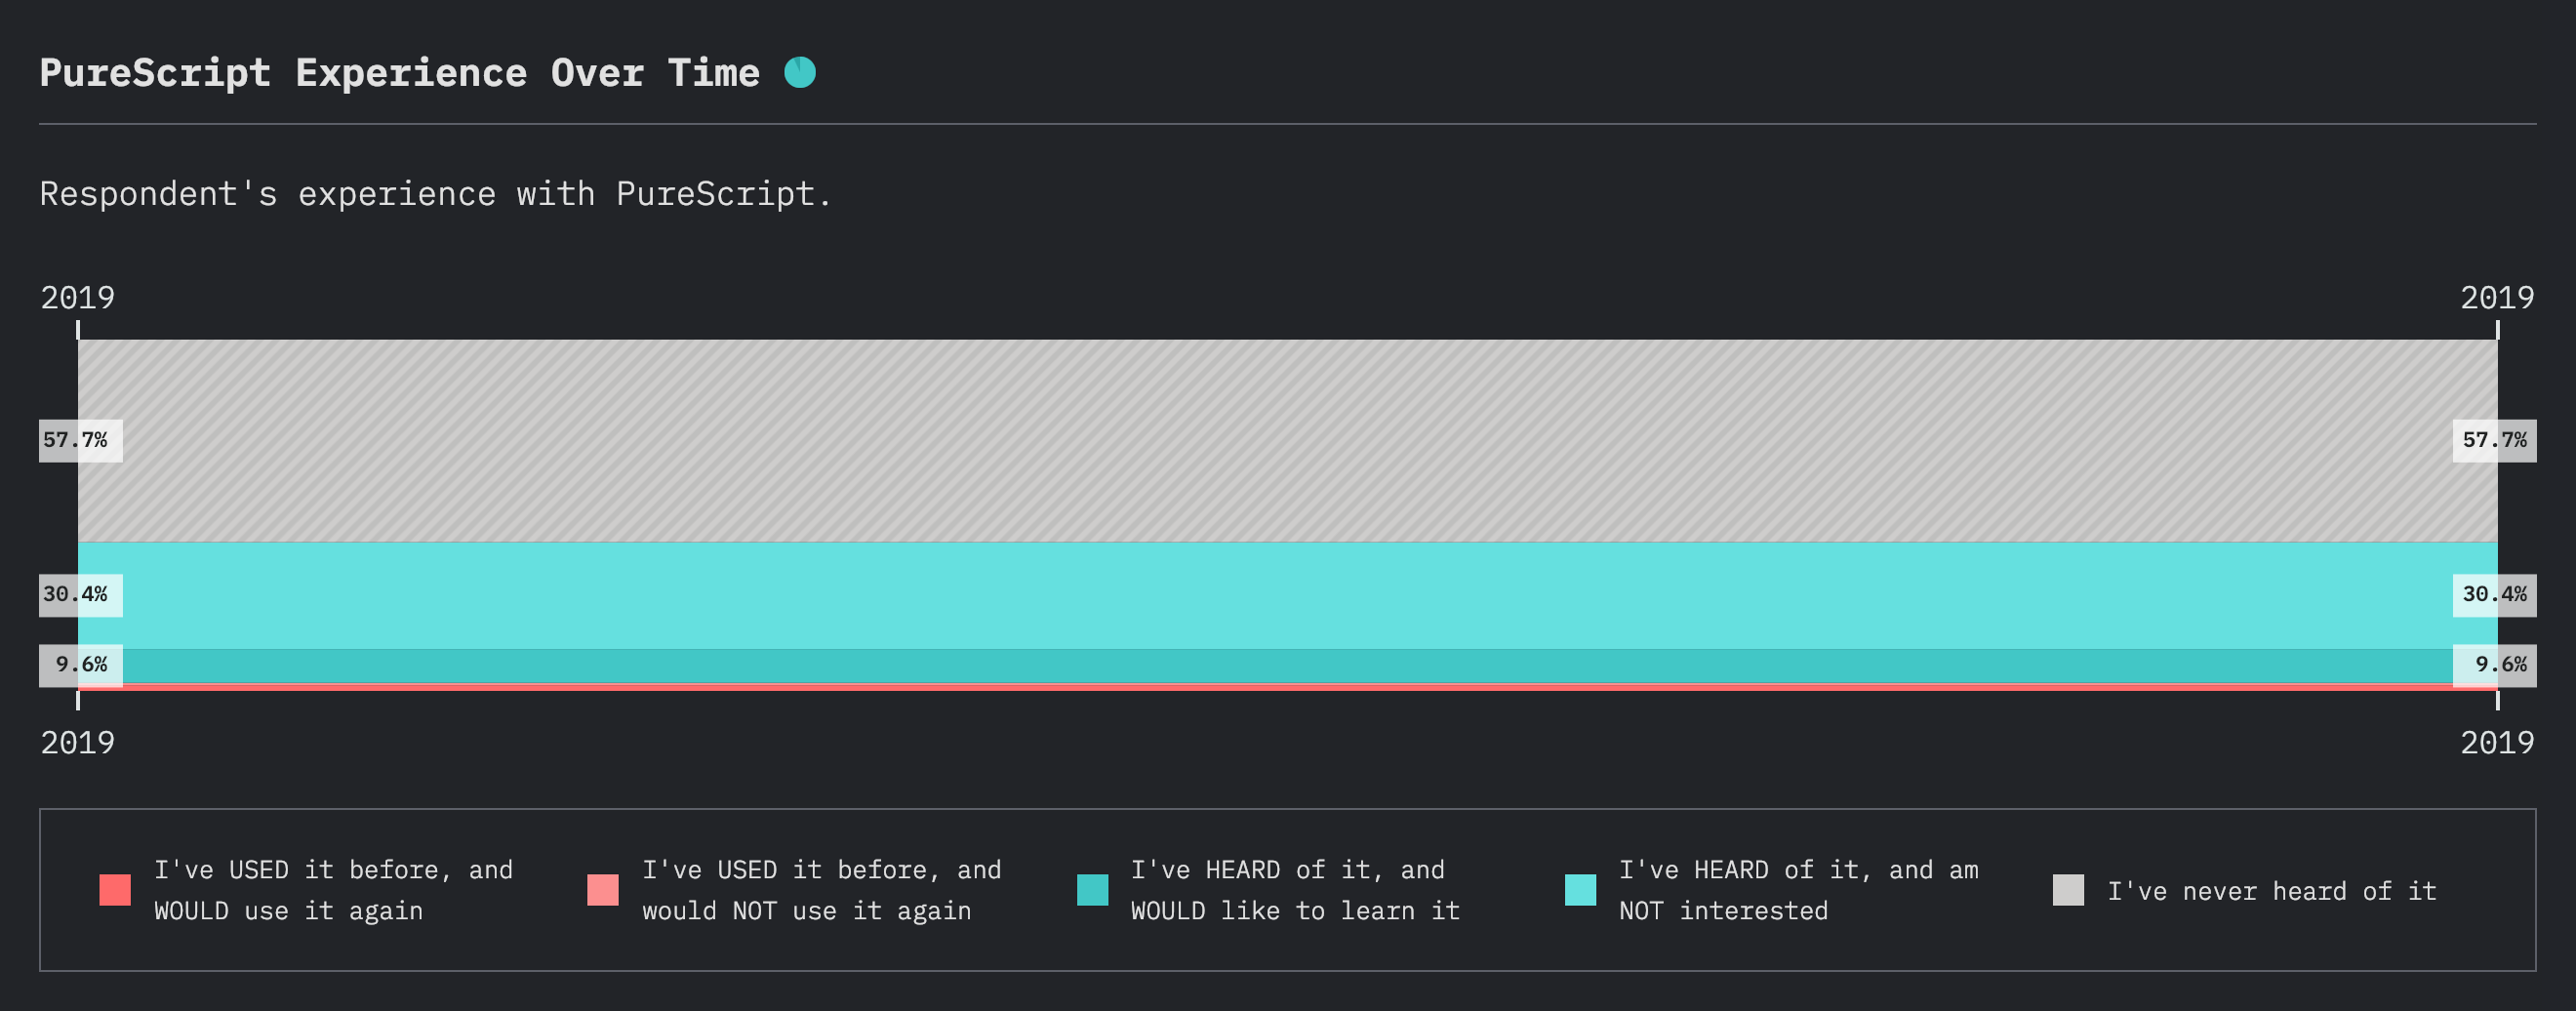 PureScript Experience Over Time
Respondent's experience with PureScript.
2019 2019
57.7% 57.7%
30.4% 30.4%
9.6% 9.6%
2019 2019
I've USED it before, and
WOULD use it again
I've USED it before, and
would NOT use it again
I've HEARD of it, and
WOULD like to learn it
I've HEARD of it, and am
NOT interested
I've never heard of it